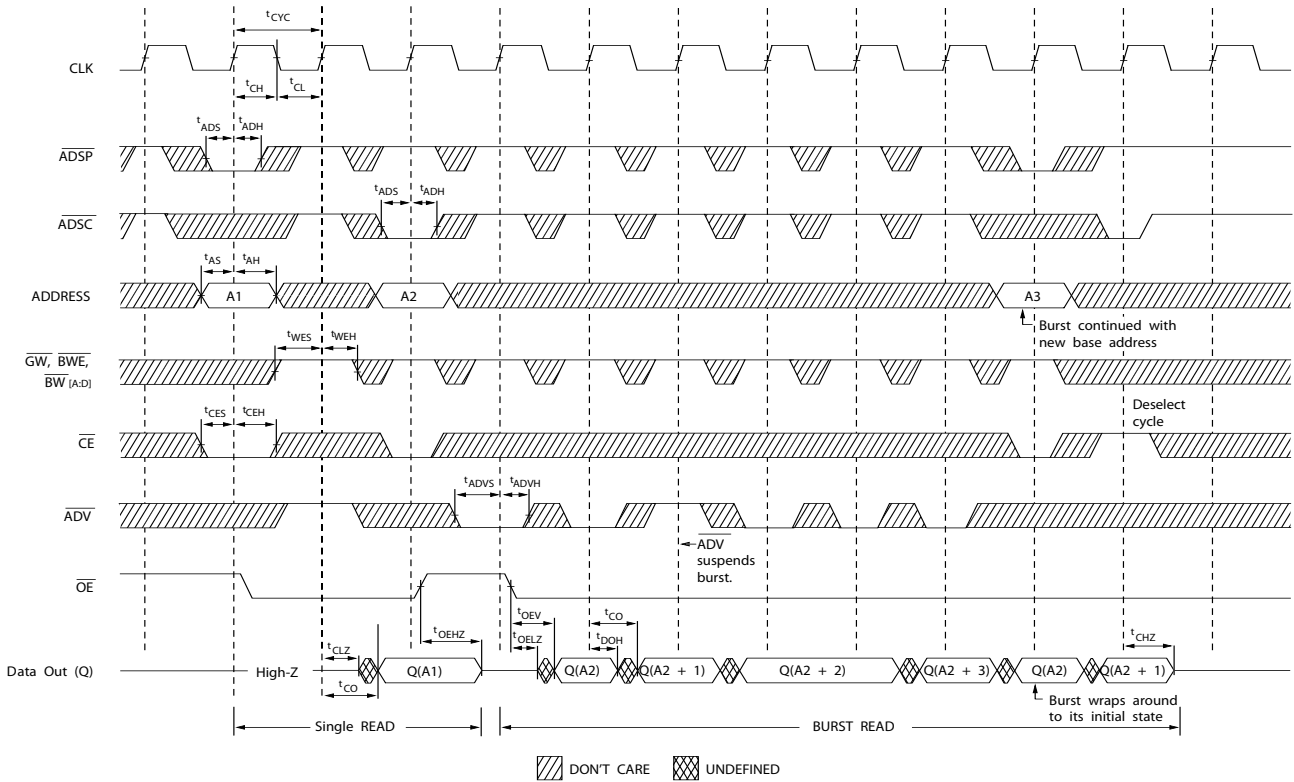 tCYC
CLK
tCH
tCL
tADS
tADH
ADSP
tADS
tADH
ADSC
tAS
tAH
ADDRESS
A1
A2
A3
Burst continued with
new base address
tWES
tWEH
GW, BWE,
BW [A:D]
tCES
tCEH
Deselect
cycle
CE
tADVS
tADVH
ADV
ADV
suspends
burst.
OE
tOEV
tCO
tOEHZ
tOELZ
tDOH
tCHZ
tCLZ
Data Out (Q)
High-Z
Q(A1)
Q(A2)
Q(A2 + 1)
Q(A2 + 2)
Q(A2 + 3)
Q(A2)
Q(A2 + 1)
tCO
Burst wraps around
to its initial state
Single READ
BURST READ
DON'T CARE
UNDEFINED